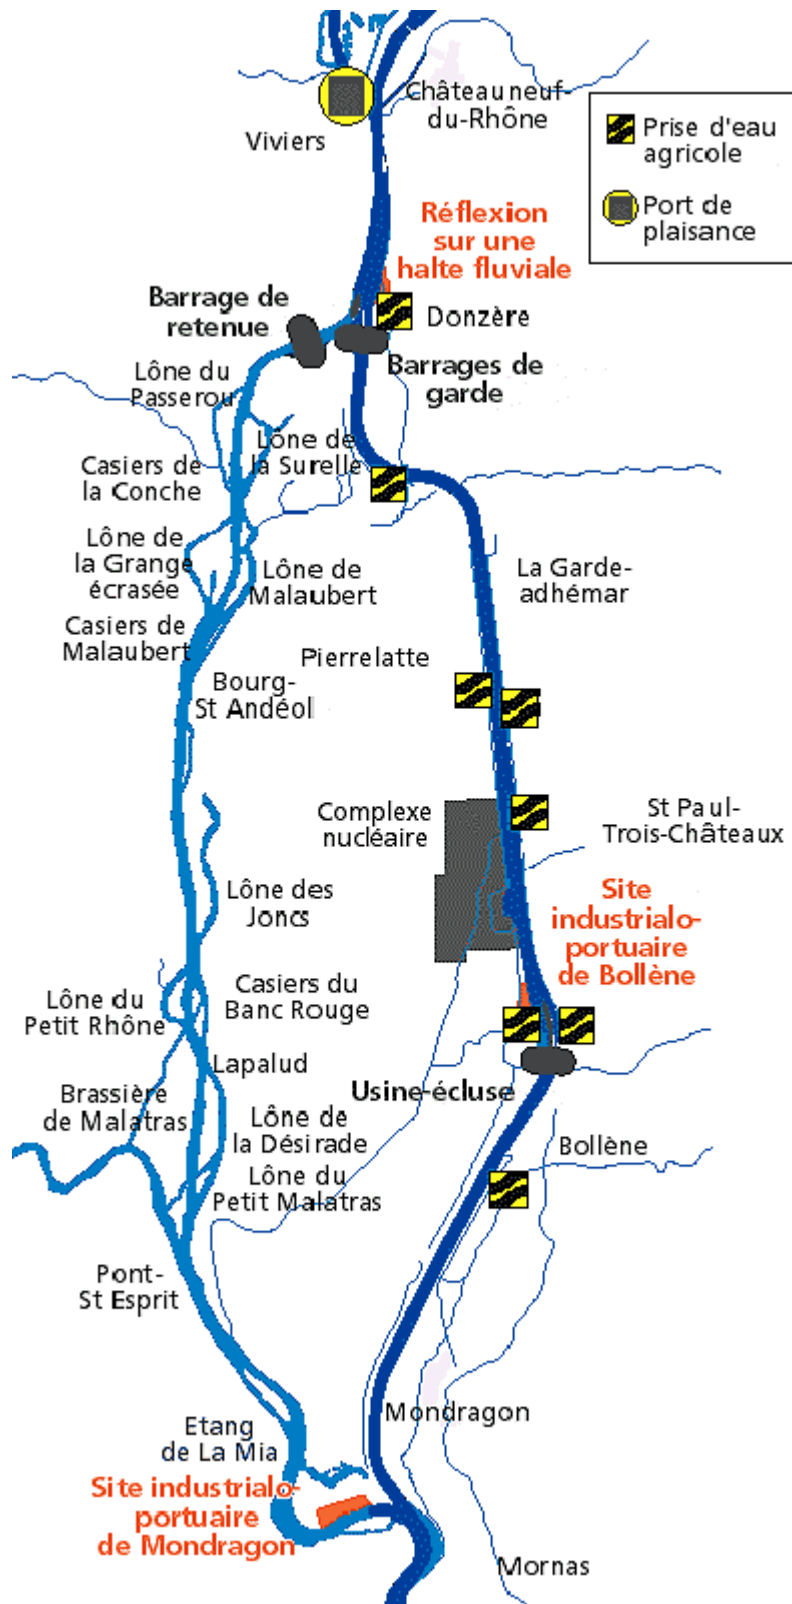 Châteauneuf-
du-Rhône
Viviers
Prise d'eau
agricole
Port de
plaisance
Réflexion
sur une
halte fluviale
Barrage de
retenue
Donzère
Barrages de
garde
Lône du
Passerou
Lône de
la Surelle
Casiers de
la Conche
Lône de
la Grange
écrasée
Lône de
Malaubert
La Garde-
adhémar
Casiers de
Malaubert
Pierrelatte
Bourg-
St Andéol
Complexe
nucléaire
St Paul-
Trois-Châteaux
Lône des
Joncs
Site
industrialo-
portuaire
de Bollène
Casiers du
Banc Rouge
Lône du
Petit Rhône
Lapalud
Usine-écluse
Brassière
de Malatras
Lône de
la Désirade
Bollène
Lône du
Petit Malatras
Pont-
St Esprit
Mondragon
Etang
de La Mia
Site industrialo-
portuaire
de Mondragon
Mornas